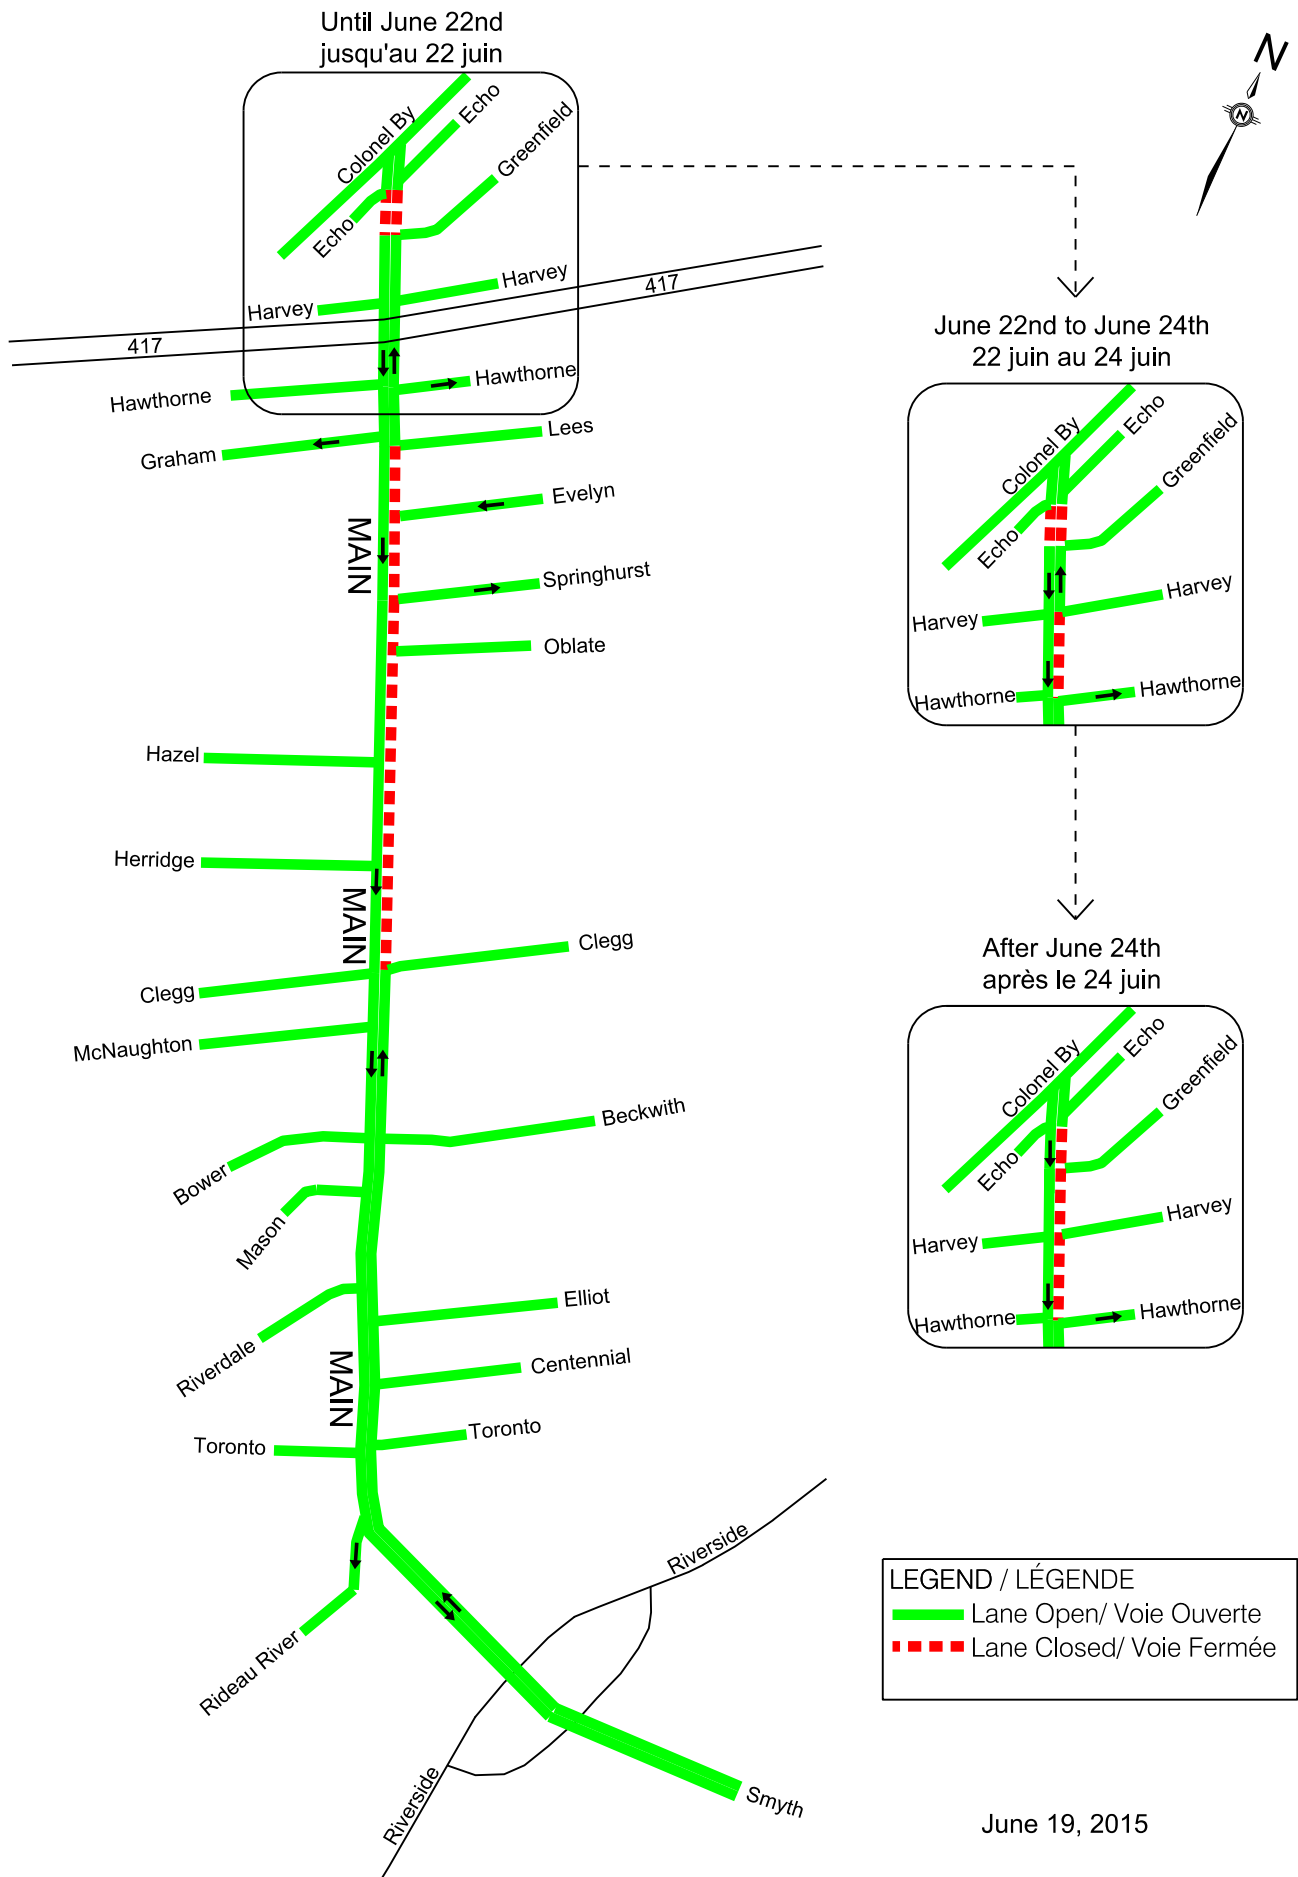 Until June 22nd
jusqu'au 22 juin
N
N
Colonel By
Echo
Greenfield
Echo
Harvey
Harvey
417
417
Hawthorne
Hawthorne
Graham
Lees
Evelyn
MAIN
Springhurst
Oblate
Hazel
Herridge
MAIN
Clegg
Clegg
McNaughton
Beckwith
Bower
Mason
Elliot
Riverdale
MAIN
Centennial
Toronto
Toronto
Riverside
Rideau River
Riverside
Smyth
June 22nd to June 24th
22 juin au 24 juin
Colonel By
Echo
Greenfield
Echo
Harvey
Harvey
Hawthorne
Hawthorne
After June 24th
après le 24 juin
Colonel By
Echo
Greenfield
Echo
Harvey
Harvey
Hawthorne
Hawthorne
LEGEND / LÉGENDE
Lane Open/ Voie Ouverte
Lane Closed/ Voie Fermée
June 19, 2015